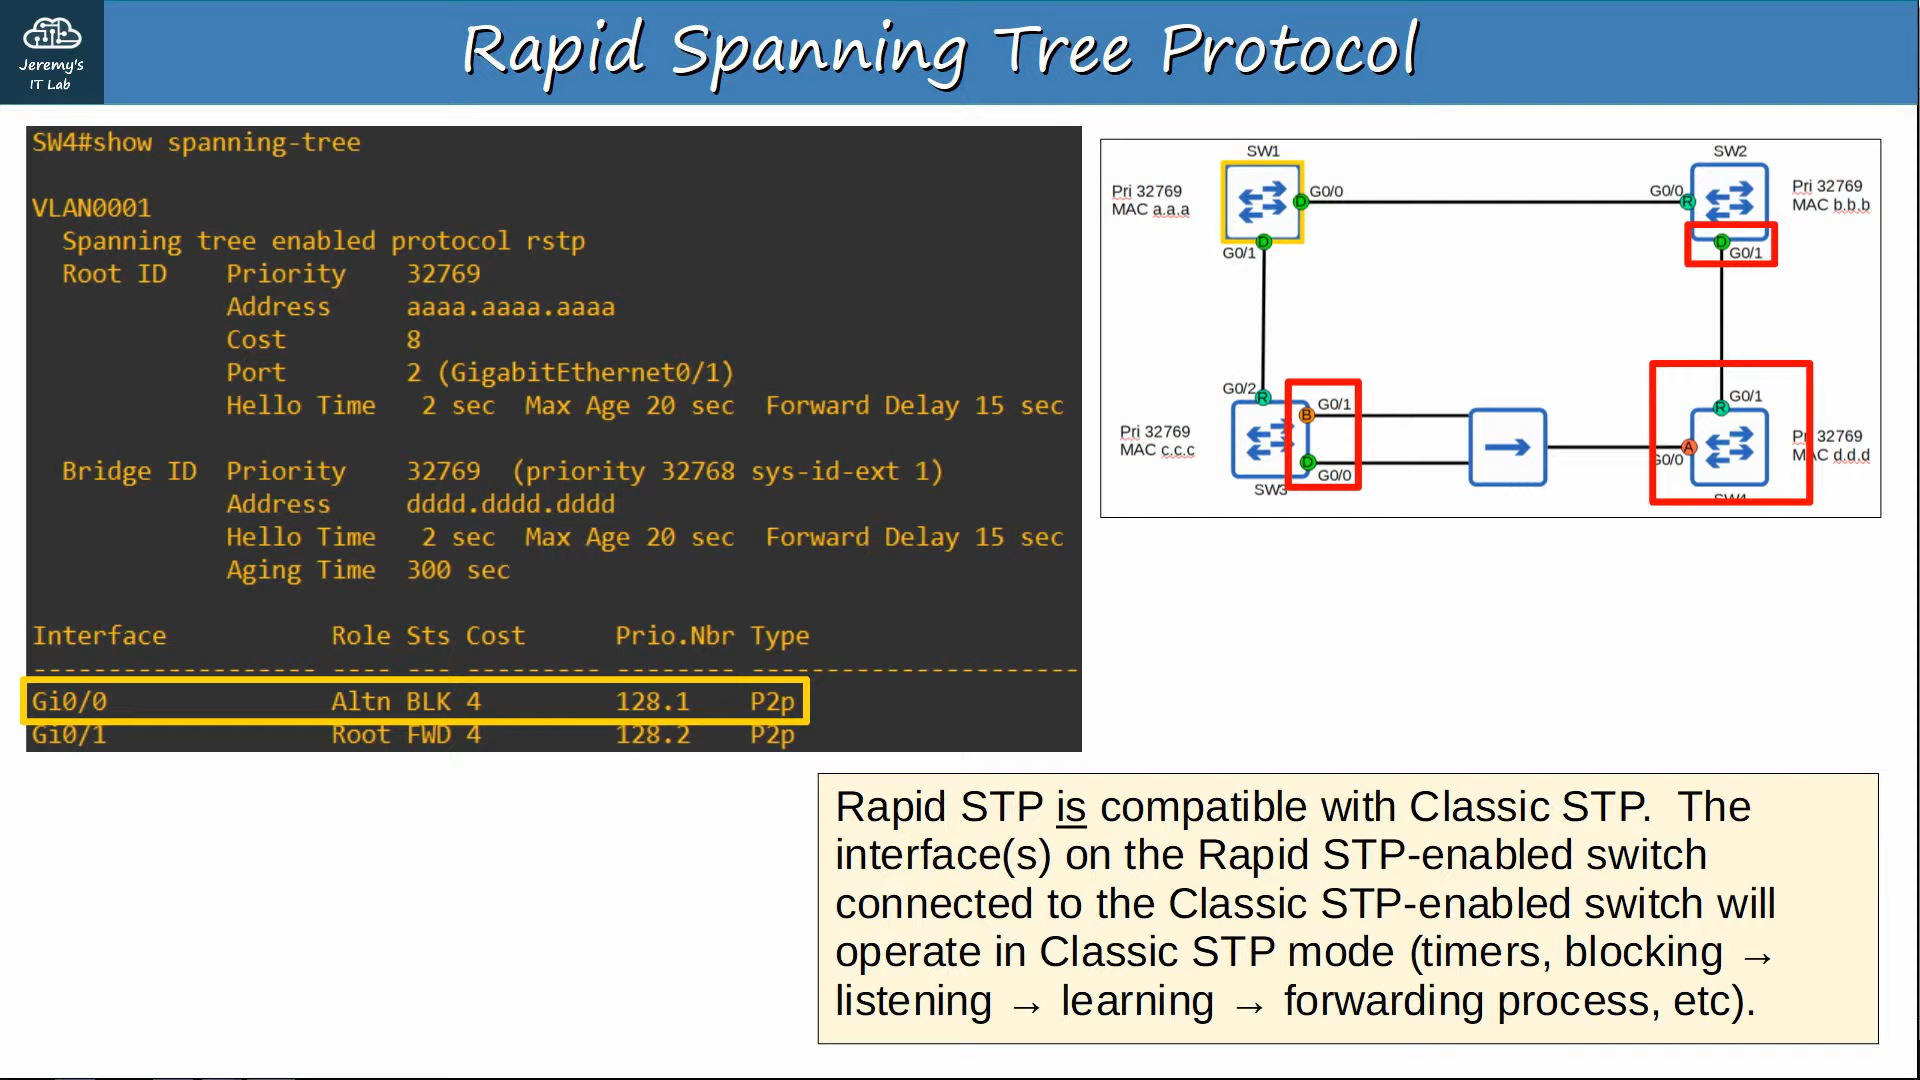 Jeremy's
IT Lab
Rapid Spanning Tree Protocol
SW4#show spanning-tree
VLAN0001
Spanning tree enabled protocol rstp
Root ID Priority 32769
Address aaaa.aaaa.aaaa
Cost 8
Port 2 (GigabitEthernet0/1)
Hello Time 2 sec Max Age 20 sec Forward Delay 15 sec
Bridge ID Priority 32769 (priority 32768 sys-id-ext 1)
Address dddd.dddd.dddd
Hello Time 2 sec Max Age 20 sec Forward Delay 15 sec
Aging Time 300 sec
Interface Role Sts Cost Prio.Nbr Type
------------------- ---- --- --------- -------- ----------------------
Gi0/0 Altn BLK 4 128.1 P2p
Gi0/1 Root FWD 4 128.2 P2p
SW1
SW2
Pri 32769
MAC a.a.a
D G0/0
G0/0 R
Pri 32769
MAC b.b.b
D
G0/1
D
G0/1
G0/2 R
B G0/1
G0/1
R
Pri 32769
MAC c.c.c
D G0/0
SW3
A
G0/0
Pri 32769
MAC d.d.d
SW4
Rapid STP is compatible with Classic STP. The
interface(s) on the Rapid STP-enabled switch
connected to the Classic STP-enabled switch will
operate in Classic STP mode (timers, blocking →
listening → learning → forwarding process, etc).